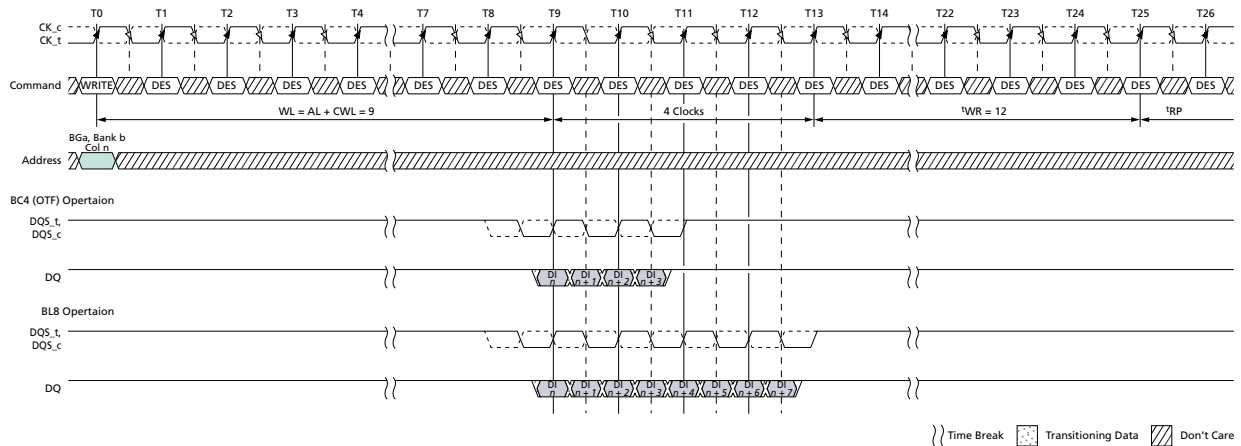 T0 T1 T2 T3 T4 T7 T8 T9 T10 T11 T12 T13 T14 T22 T23 T24 T25 T26
CK_c
CK_t
Command WRITE DES DES DES DES DES DES DES DES DES DES DES DES DES DES DES DES DES
WL = AL + CWL = 9 4 Clocks tWR = 12 tRP
BGa, Bank b
Col n
Address
BC4 (OTF) Opertaion
DQS_t,
DQS_c
DQ DI n DI n + 1 DI n + 2 DI n + 3
BL8 Opertaion
DQS_t,
DQS_c
DQ DI n DI n + 1 DI n + 2 DI n + 3 DI n + 4 DI n + 5 DI n + 6 DI n + 7
Time Break Transitioning Data Don't Care